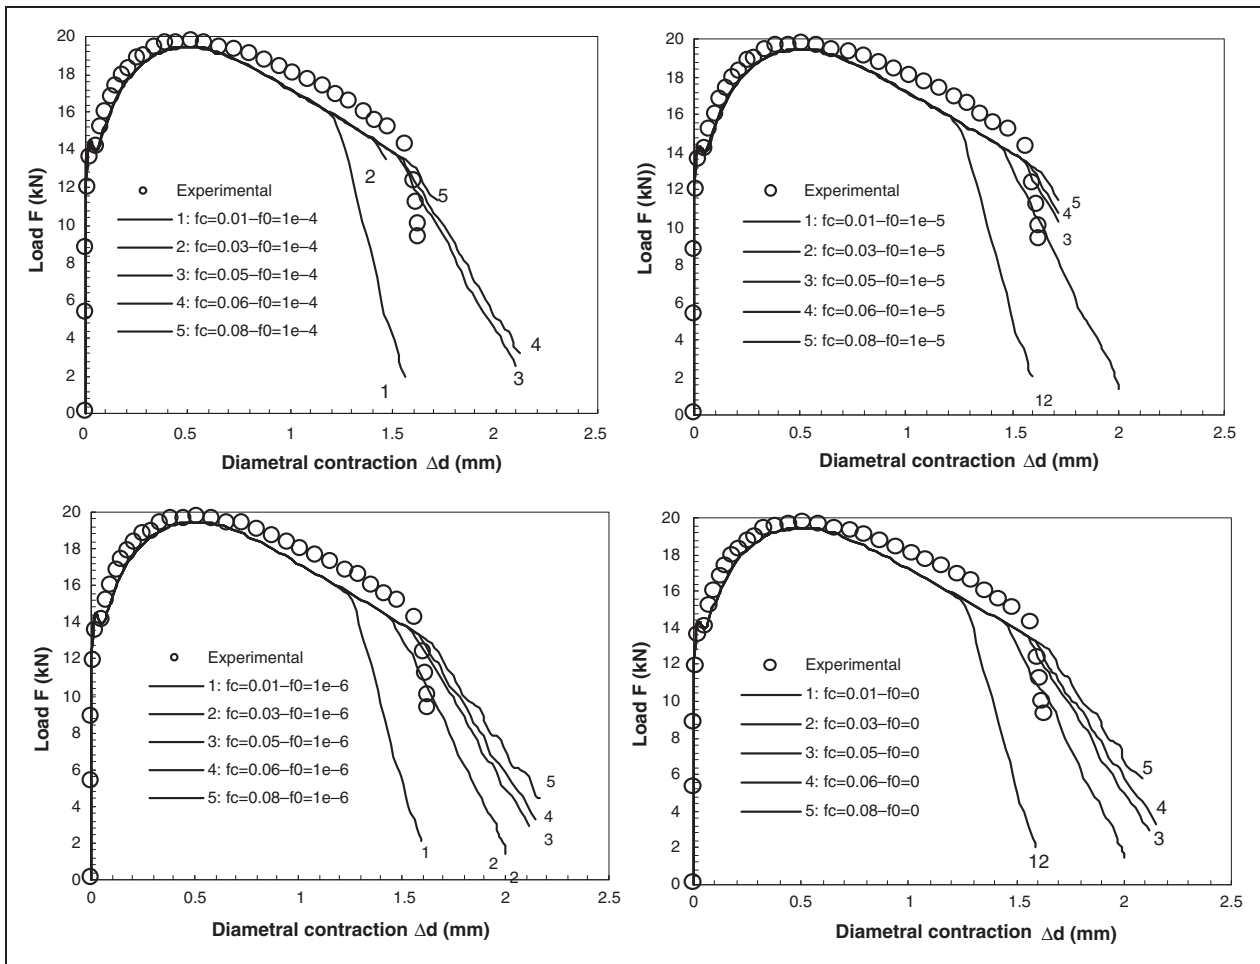 20
18
16
14
12
10
8
6
4
2
0
Load F (kN)
Experimental
1: fc=0.01–f0=1e–4
2: fc=0.03–f0=1e–4
3: fc=0.05–f0=1e–4
4: fc=0.06–f0=1e–4
5: fc=0.08–f0=1e–4
2
5
4
3
1
0
0.5
1
1.5
2
2.5
Diametral contraction Δd (mm)
20
18
16
14
12
10
8
6
4
2
0
Load F (kN))
Experimental
1: fc=0.01–f0=1e–5
2: fc=0.03–f0=1e–5
3: fc=0.05–f0=1e–5
4: fc=0.06–f0=1e–5
5: fc=0.08–f0=1e–5
5
4
3
12
0
0.5
1
1.5
2
2.5
Diametral contraction Δd (mm)
20
18
16
14
12
10
8
6
4
2
0
Load F (kN)
Experimental
1: fc=0.01–f0=1e–6
2: fc=0.03–f0=1e–6
3: fc=0.05–f0=1e–6
4: fc=0.06–f0=1e–6
5: fc=0.08–f0=1e–6
5
4
3
1
2
2
0
0.5
1
1.5
2
2.5
Diametral contraction Δd (mm)
20
18
16
14
12
10
8
6
4
2
0
Load F (kN)
Experimental
1: fc=0.01–f0=0
2: fc=0.03–f0=0
3: fc=0.05–f0=0
4: fc=0.06–f0=0
5: fc=0.08–f0=0
5
4
3
12
0
0.5
1
1.5
2
2.5
Diametral contraction Δd (mm)